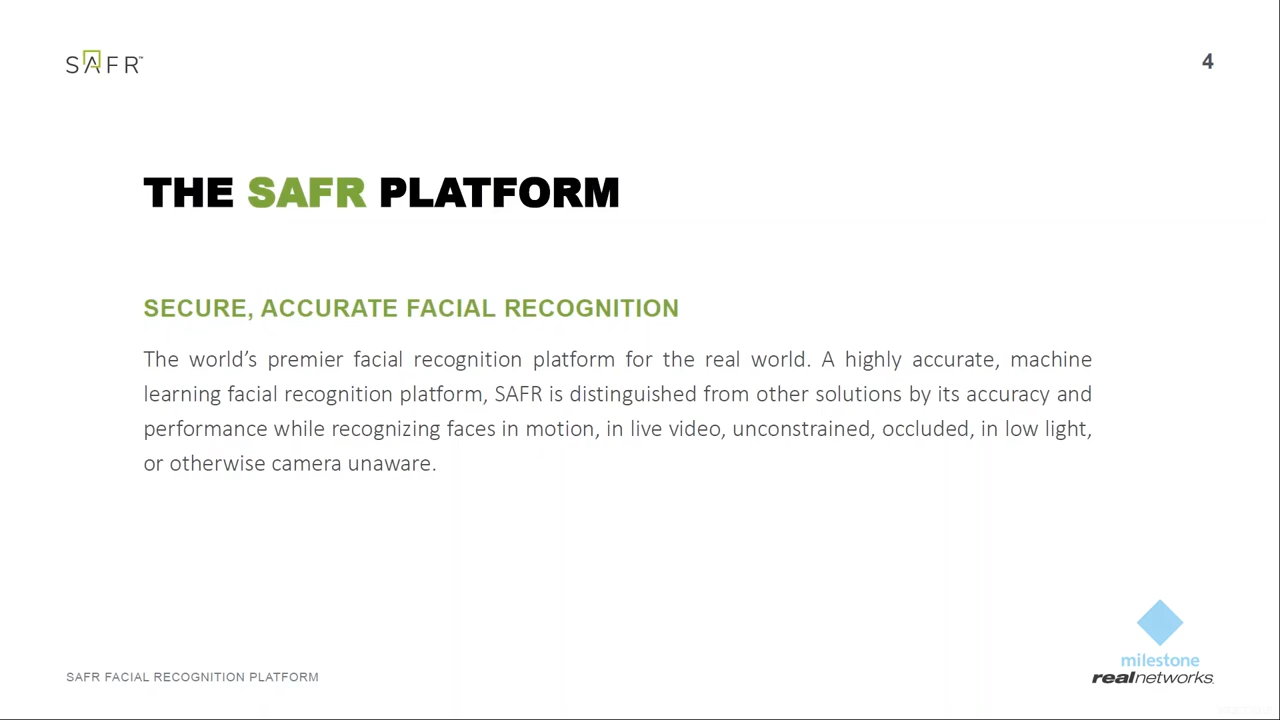 SAFR™
4
THE SAFR PLATFORM
SECURE, ACCURATE FACIAL RECOGNITION
The world’s premier facial recognition platform for the real world. A highly accurate, machine
learning facial recognition platform, SAFR is distinguished from other solutions by its accuracy and
performance while recognizing faces in motion, in live video, unconstrained, occluded, in low light,
or otherwise camera unaware.
milestone
realnetworks.
SAFR FACIAL RECOGNITION PLATFORM